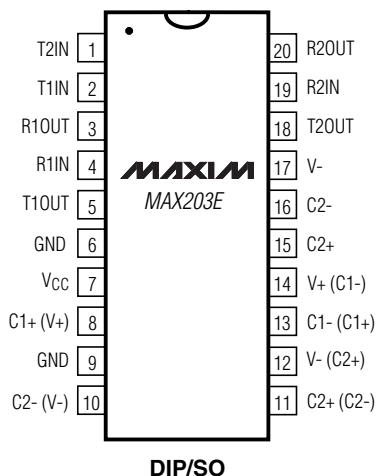 T2IN 1 20 R2OUT
T1IN 2 19 R2IN
R1OUT 3 18 T2OUT
R1IN 4 MAXIM 17 V-
T1OUT 5 MAX203E 16 C2-
GND 6 15 C2+
VCC 7 14 V+ (C1-)
C1+ (V+) 8 13 C1- (C1+)
GND 9 12 V- (C2+)
C2- (V-) 10 11 C2+ (C2-)
DIP/SO